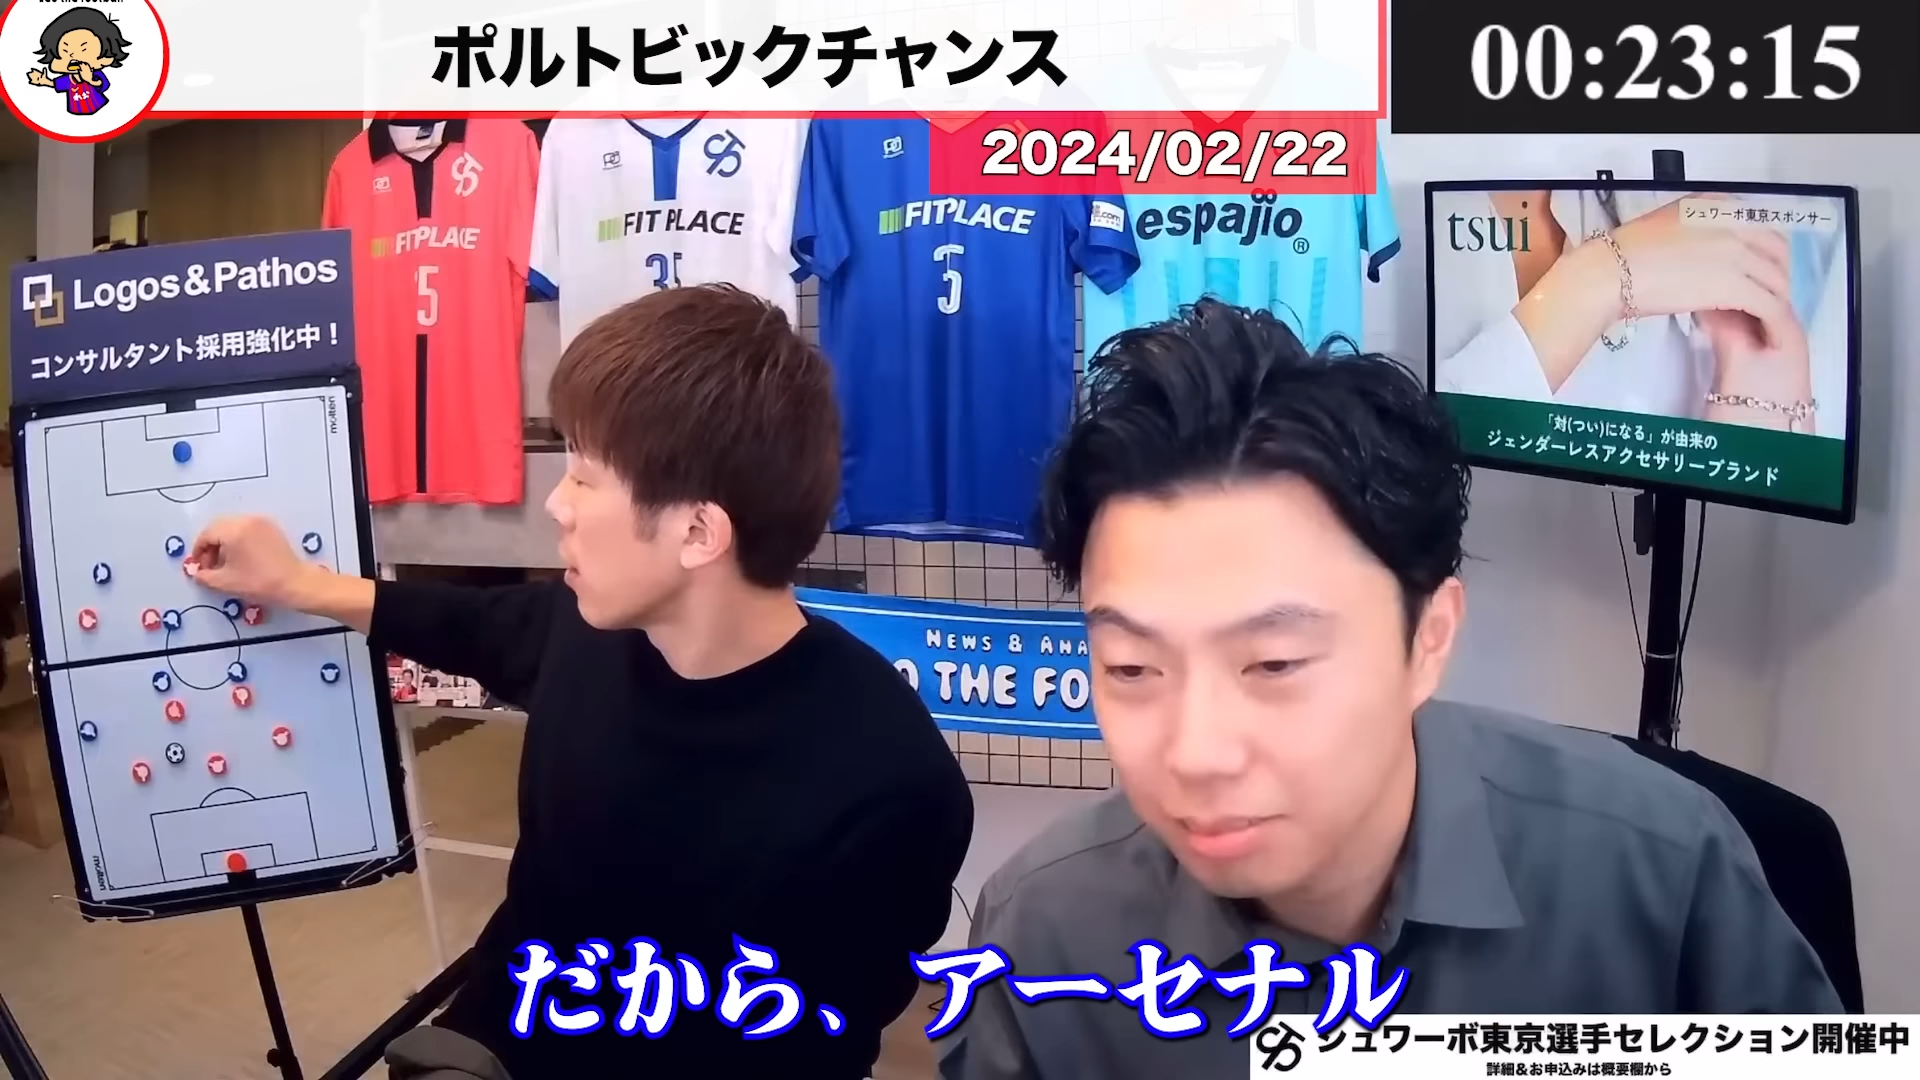 ポルトビックチャンス
00:23:15
2024/02/22
Logos&Pathos
コンサルタント採用強化中！
molten
FITPLACE
5
FIT PLACE
FITPLACE
espajio
®
tsui
シュワーボ東京スポンサー
「対(つい)になる」が由来の
ジェンダーレスアクセサリーブランド
NEWS & ANA
THE FO
molten
だから、アーセナル
シュワーボ東京選手セレクション開催中
詳細&お申込みは概要欄から